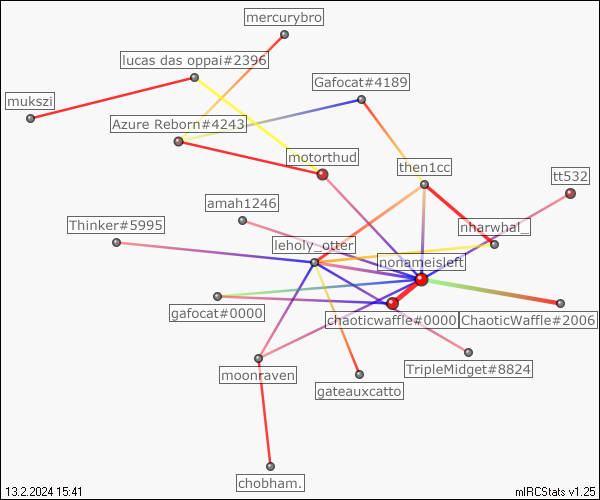 mercurybro
lucas das oppai#2396
Gafocat#4189
mukszi
Azure Reborn#4243
motorthud
then1cc
tt532
amah1246
Thinker#5995
nharwhal_
leholy_otter
nonameisleft
gafocat#0000
chaoticwaffle#0000
ChaoticWaffle#2006
moonraven
TripleMidget#8824
gateauxcatto
chobham.
13.2.2024 15:41
mIRCStats v1.25